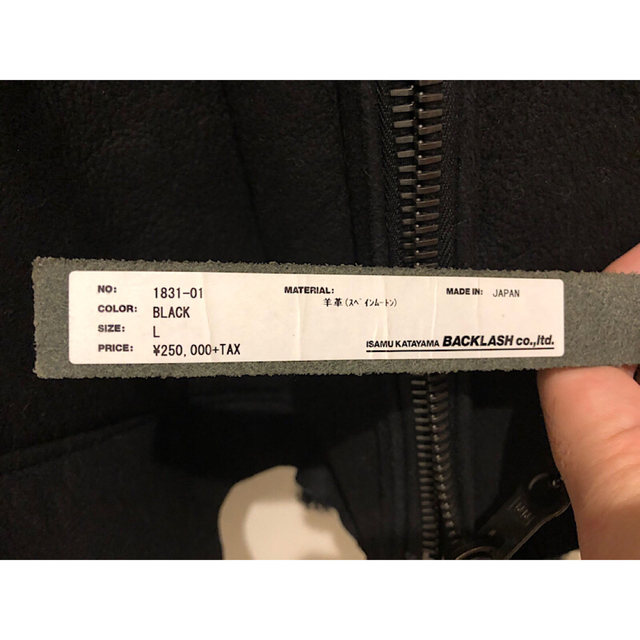 NO: 1831-01 MATERIAL: MADE IN: JAPAN
羊革(スペインムートン)
COLOR: BLACK
SIZE: L
PRICE: ¥250,000+TAX ISAMU KATAYAMA BACKLASH co.,ltd.